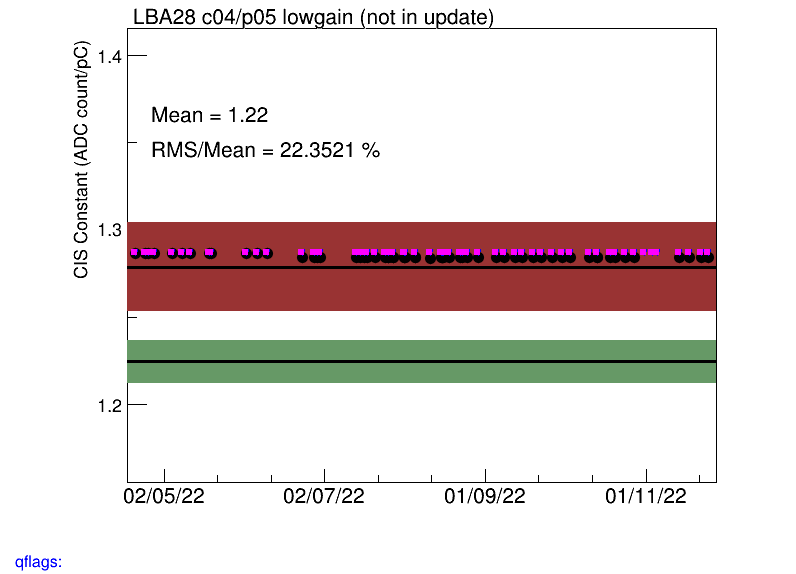 LBA28 c04/p05 lowgain (not in update)
CIS Constant (ADC count/pC)
1.4
Mean = 1.22
RMS/Mean = 22.3521 %
1.3
1.2
02/05/22 02/07/22 01/09/22 01/11/22
qflags: